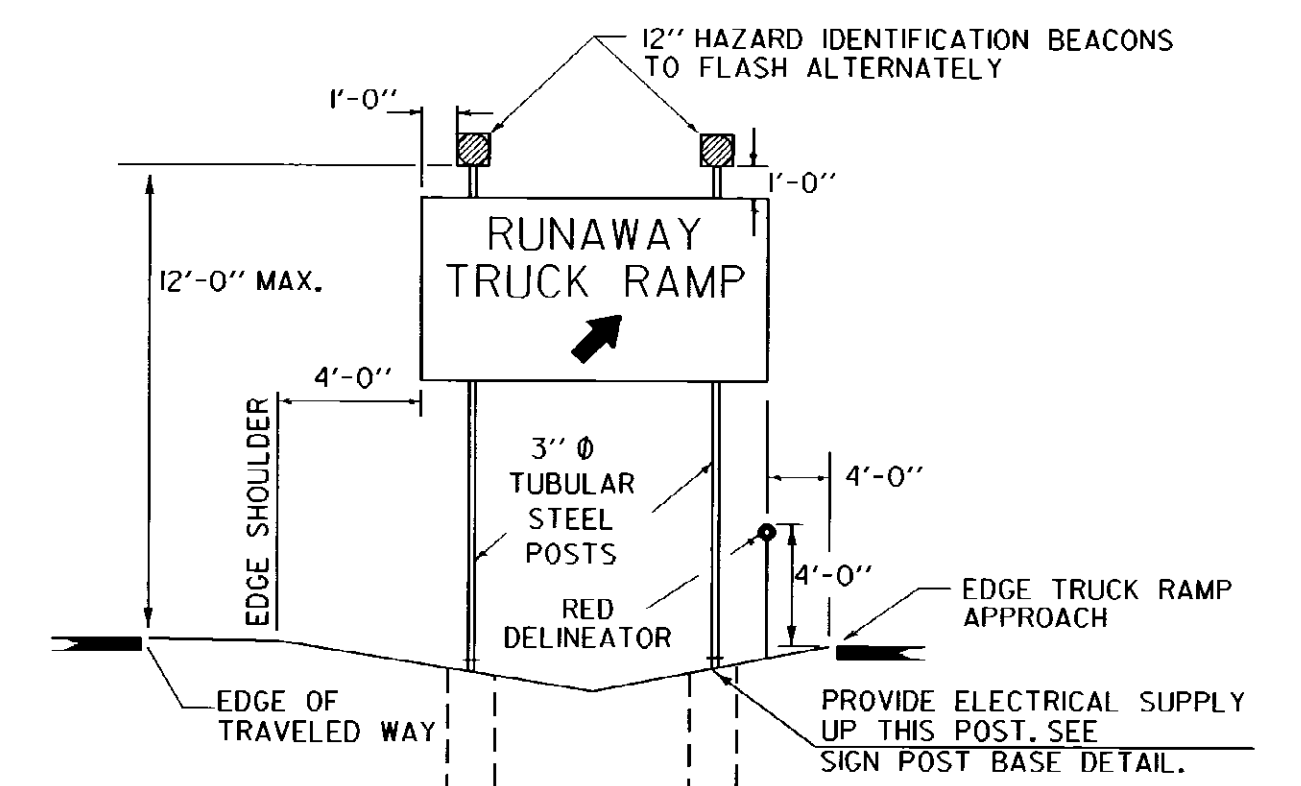 12'' HAZARD IDENTIFICATION BEACONS
TO FLASH ALTERNATELY
1'-0''
1'-0''
RUNAWAY
TRUCK RAMP
12'-0'' MAX.
4'-0''
EDGE SHOULDER
3'' Ø
TUBULAR
STEEL
POSTS
4'-0''
4'-0''
RED
DELINEATOR
EDGE TRUCK RAMP
APPROACH
EDGE OF
TRAVELED WAY
PROVIDE ELECTRICAL SUPPLY
UP THIS POST. SEE
SIGN POST BASE DETAIL.